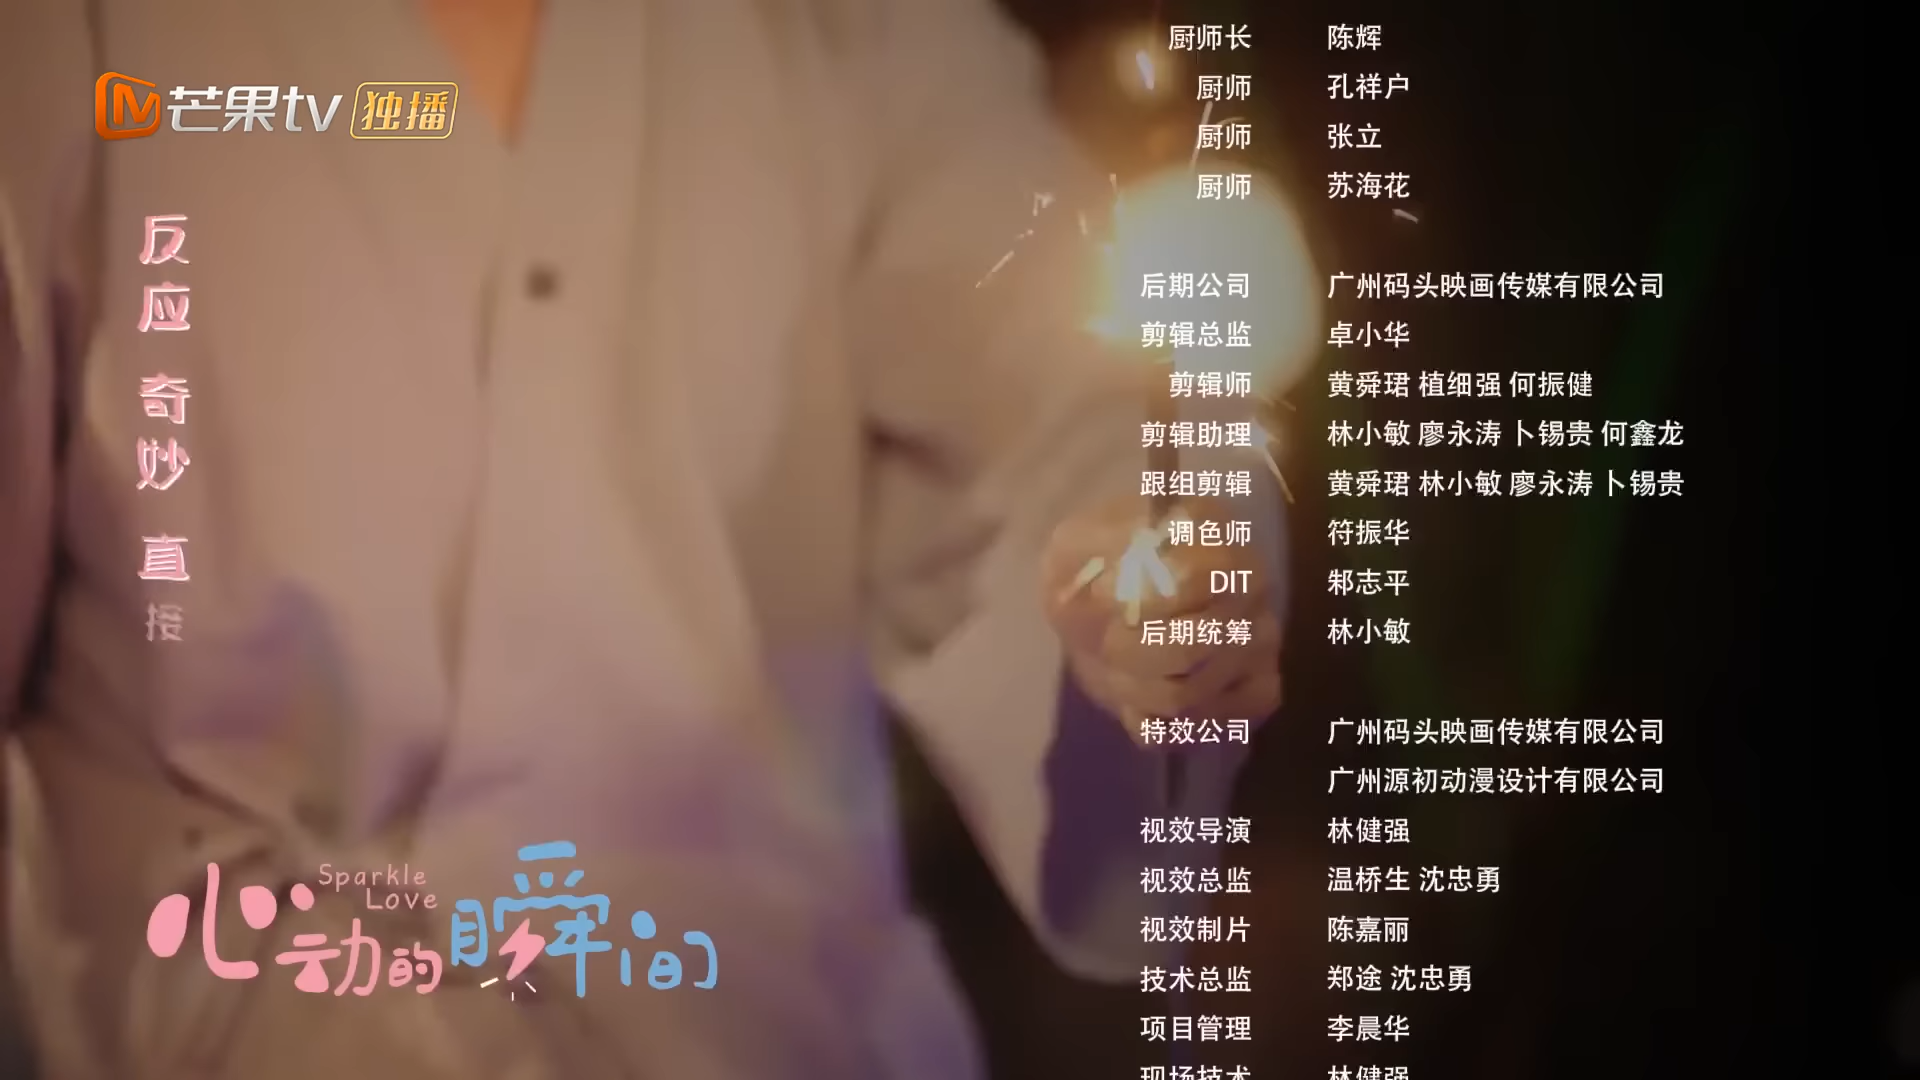 芒果tv 独播
反应 奇妙 直接
Sparkle
Love
心动的瞬间
厨师长 陈辉
厨师 孔祥户
厨师 张立
厨师 苏海花
后期公司 广州码头映画传媒有限公司
剪辑总监 卓小华
剪辑师 黄舜珺 植细强 何振健
剪辑助理 林小敏 廖永涛 卜锡贵 何鑫龙
跟组剪辑 黄舜珺 林小敏 廖永涛 卜锡贵
调色师 符振华
DIT 邾志平
后期统筹 林小敏
特效公司 广州码头映画传媒有限公司
广州源初动漫设计有限公司
视效导演 林健强
视效总监 温桥生 沈忠勇
视效制片 陈嘉丽
技术总监 郑途 沈忠勇
项目管理 李晨华
现场技术 林健强